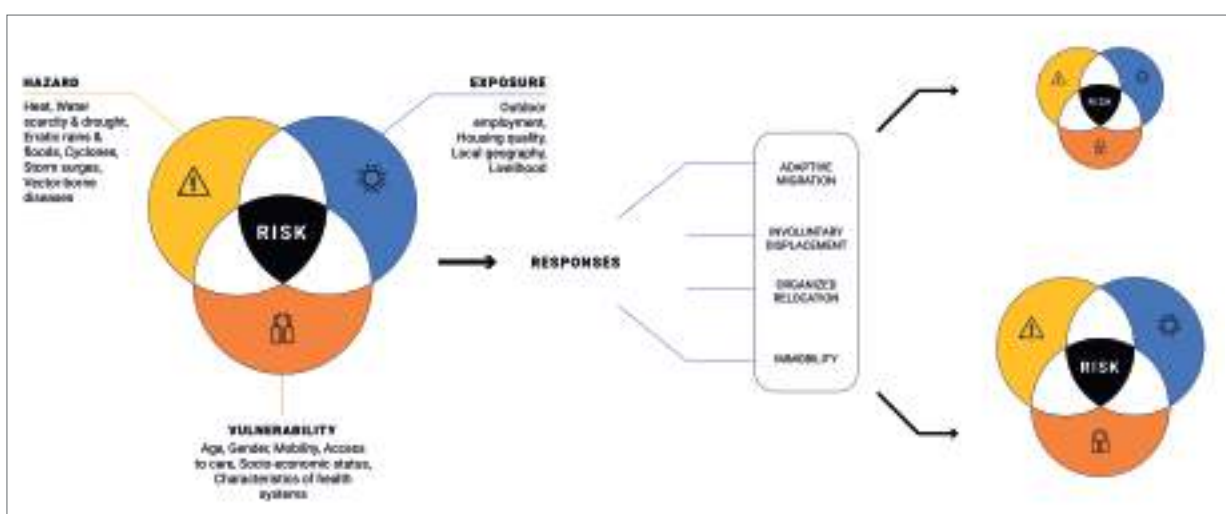 HAZARD
Heat, Water
scarcity & drought,
Erratic rains &
floods, Cyclones,
Storm surges,
Vector-borne
diseases
EXPOSURE
Outdoor
employment,
Housing quality,
Local geography,
Livelihood
RISK
VULNERABILITY
Age, Gender, Mobility, Access
to care, Socio-economic status,
Characteristics of health
systems
RESPONSES
ADAPTIVE
MIGRATION
INVOLUNTARY
DISPLACEMENT
ORGANIZED
RELOCATION
IMMOBILITY
RISK
RISK